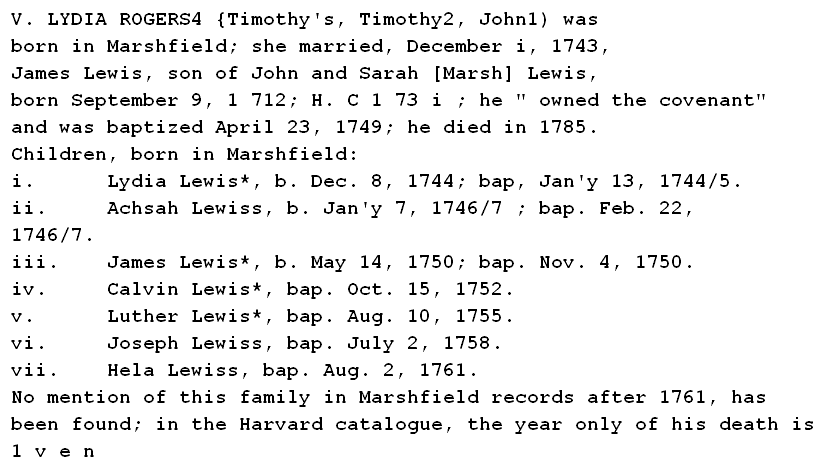 V. LYDIA ROGERS4 {Timothy's, Timothy2, John1) was
born in Marshfield; she married, December i, 1743,
James Lewis, son of John and Sarah [Marsh] Lewis,
born September 9, 1 712; H. C 1 73 i ; he " owned the covenant"
and was baptized April 23, 1749; he died in 1785.
Children, born in Marshfield:
i. Lydia Lewis*, b. Dec. 8, 1744; bap, Jan'y 13, 1744/5.
ii. Achsah Lewiss, b. Jan'y 7, 1746/7 ; bap. Feb. 22,
1746/7.
iii. James Lewis*, b. May 14, 1750; bap. Nov. 4, 1750.
iv. Calvin Lewis*, bap. Oct. 15, 1752.
v. Luther Lewis*, bap. Aug. 10, 1755.
vi. Joseph Lewiss, bap. July 2, 1758.
vii. Hela Lewiss, bap. Aug. 2, 1761.
No mention of this family in Marshfield records after 1761, has
been found; in the Harvard catalogue, the year only of his death is
1 v e n